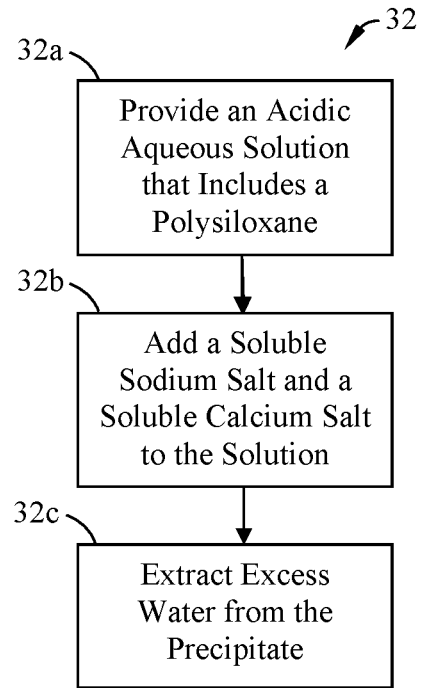 32
32a
Provide an Acidic
Aqueous Solution
that Includes a
Polysiloxane
32b
Add a Soluble
Sodium Salt and a
Soluble Calcium Salt
to the Solution
32c
Extract Excess
Water from the
Precipitate